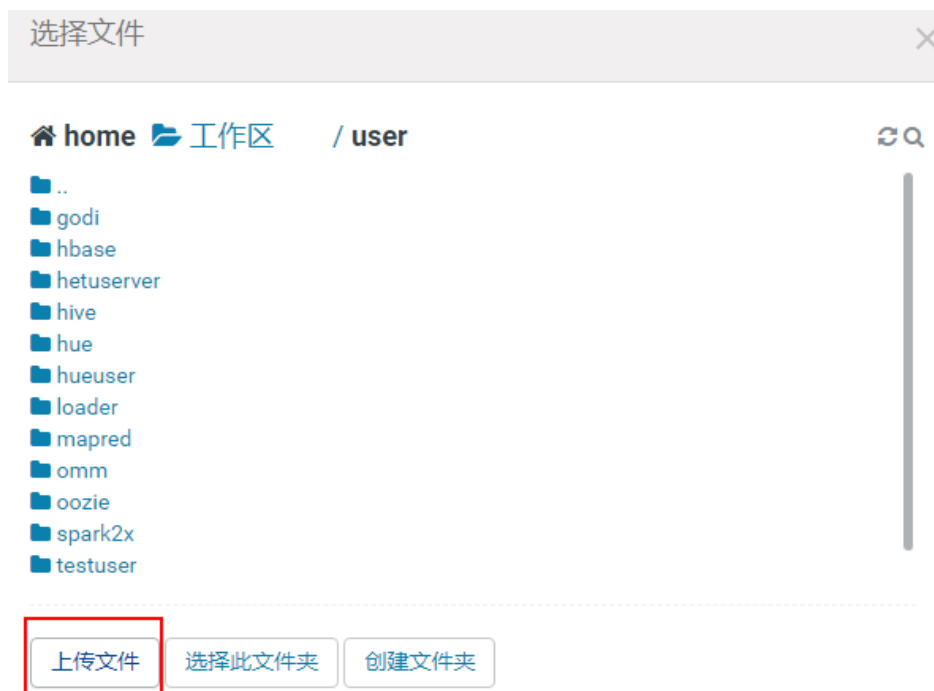 选择文件
home 工作区 / user
..
godi
hbase
hetuserver
hive
hue
hueuser
loader
mapred
omm
oozie
spark2x
testuser
上传文件 选择此文件夹 创建文件夹